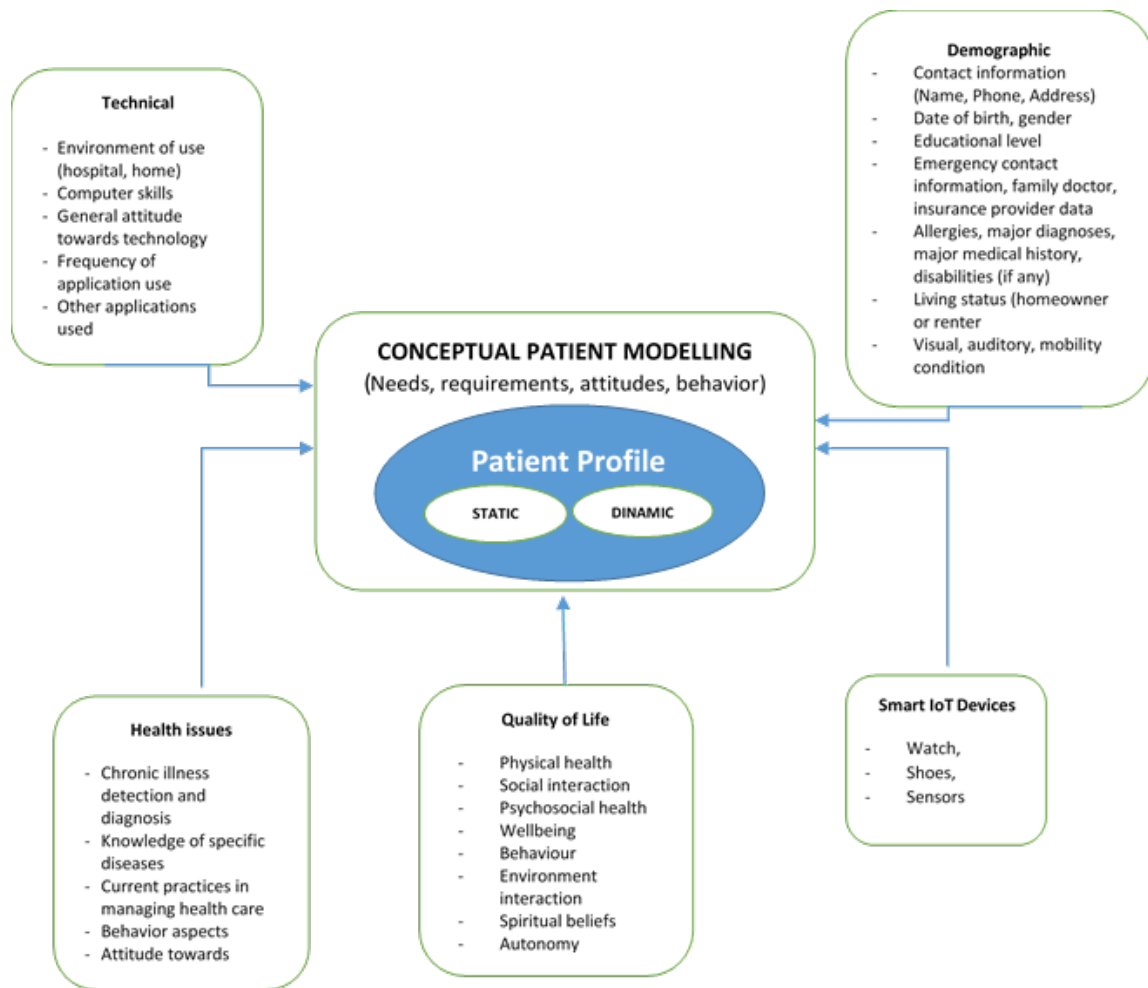 Technical
- Environment of use
(hospital, home)
- Computer skills
- General attitude
towards technology
- Frequency of
application use
- Other applications
used
Demographic
- Contact information
(Name, Phone, Address)
- Date of birth, gender
- Educational level
- Emergency contact
information, family doctor,
insurance provider data
- Allergies, major diagnoses,
major medical history,
disabilities (if any)
- Living status (homeowner
or renter
- Visual, auditory, mobility
condition
CONCEPTUAL PATIENT MODELLING
(Needs, requirements, attitudes, behavior)
Patient Profile
STATIC
DINAMIC
Health issues
- Chronic illness
detection and
diagnosis
- Knowledge of specific
diseases
- Current practices in
managing health care
- Behavior aspects
- Attitude towards
Quality of Life
- Physical health
- Social interaction
- Psychosocial health
- Wellbeing
- Behaviour
- Environment
interaction
- Spiritual beliefs
- Autonomy
Smart IoT Devices
- Watch,
- Shoes,
- Sensors